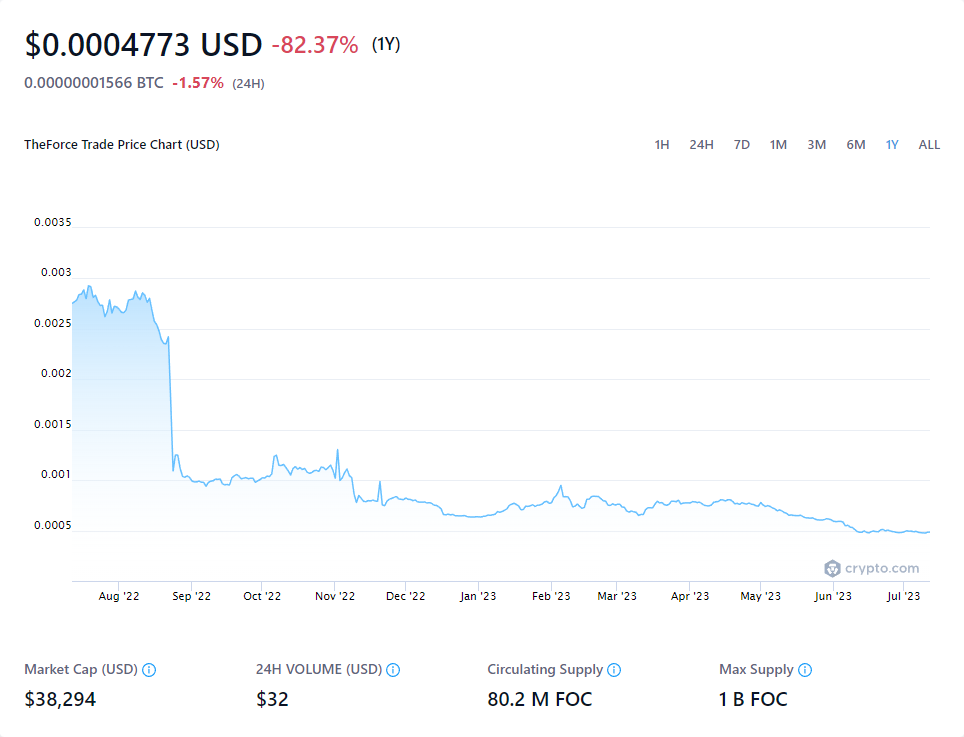 $0.0004773 USD -82.37% (1Y)
0.00000001566 BTC -1.57% (24H)
TheForce Trade Price Chart (USD) 1H 24H 7D 1M 3M 6M 1Y ALL
0.0035
0.003
0.0025
0.002
0.0015
0.001
0.0005
crypto.com
Aug '22 Sep '22 Oct '22 Nov '22 Dec '22 Jan '23 Feb '23 Mar '23 Apr '23 May '23 Jun '23 Jul '23
Market Cap (USD) 24H VOLUME (USD) Circulating Supply Max Supply
$38,294 $32 80.2 M FOC 1 B FOC